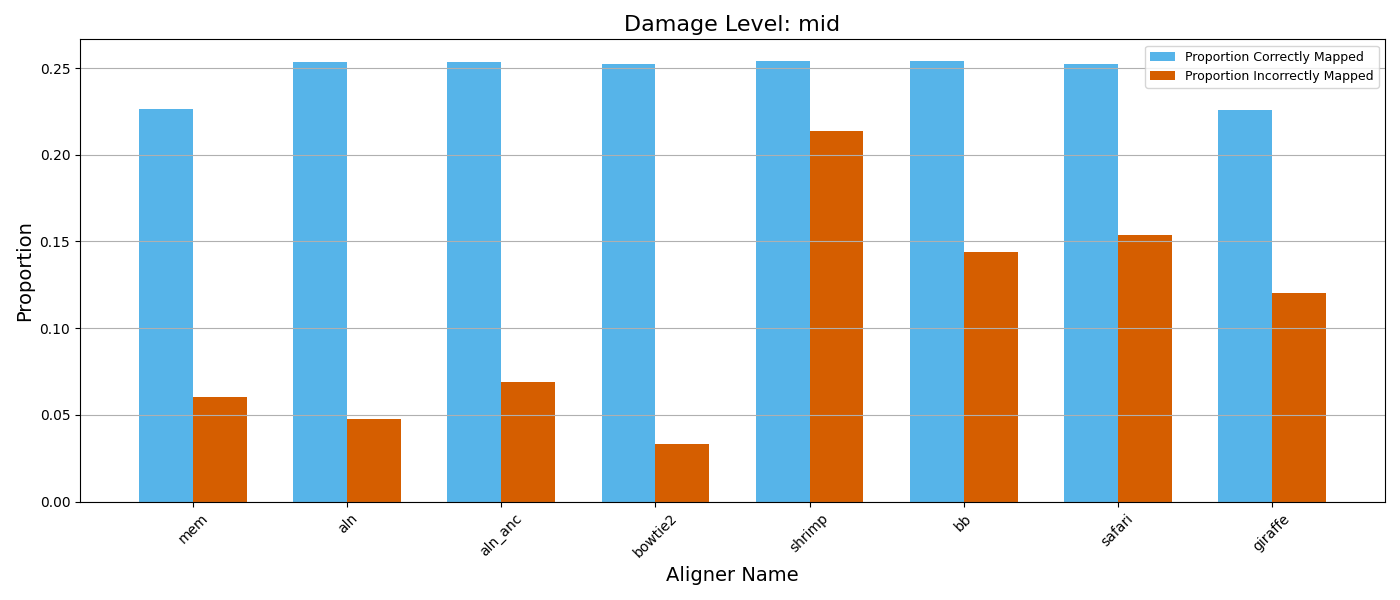 Damage Level: mid
Proportion Correctly Mapped
Proportion Incorrectly Mapped
0.25
0.20
0.15
0.10
0.05
0.00
Proportion
mem
aln
aln_anc
bowtie2
shrimp
bb
safari
giraffe
Aligner Name